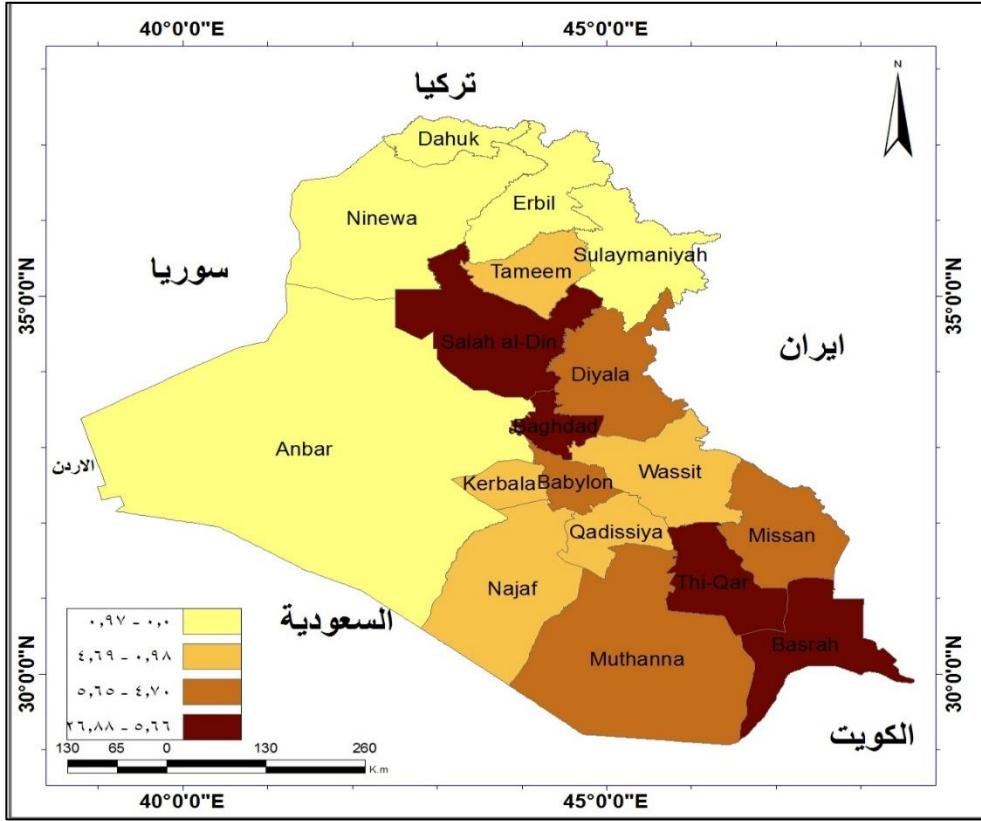 40°0'0"E 45°0'0"E
N
تركيا
Dahuk
Erbil
Ninewa
Sulaymaniyah
Tameem
سوريا
35°0'0"N 35°0'0"N
Salah al-Din
ايران
Diyala
Baghdad
Anbar
الاردن
Wassit
Kerbala
Babylon
Qadissiya
Missan
Najaf
Thi-Qar
السعودية
Basrah
Muthanna
٠,٩٧ - ٠,٠
٤,٦٩ - ٠,٩٨
٥,٦٥ - ٤,٧٠
٢٦,٨٨ - ٥,٦٦
30°0'0"N 30°0'0"N
الكويت
130 65 0 130 260
K.m
40°0'0"E 45°0'0"E